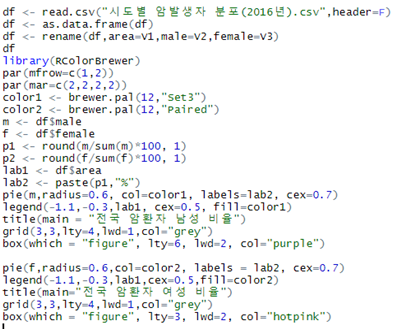 df <- read.csv("시도별 암발생자 분포(2016년).csv",header=F)
df <- as.data.frame(df)
df <- rename(df,area=V1,male=V2,female=V3)
df
library(RColorBrewer)
par(mfrow=c(1,2))
par(mar=c(2,2,2,2))
color1 <- brewer.pal(12,"Set3")
color2 <- brewer.pal(12,"Paired")
m <- df$male
f <- df$female
p1 <- round(m/sum(m)*100, 1)
p2 <- round(f/sum(f)*100, 1)
lab1 <- df$area
lab2 <- paste(p1,"%")
pie(m,radius=0.6, col=color1, labels=lab2, cex=0.7)
legend(-1.1,-0.3,lab1, cex=0.5, fill=color1)
title(main = "전국 암환자 남성 비율")
grid(3,3,lty=4,lwd=1,col="grey")
box(which = "figure", lty=6, lwd=2, col="purple")
pie(f,radius=0.6,col=color2, labels = lab2, cex=0.7)
legend(-1.1,-0.3,lab1,cex=0.5,fill=color2)
title(main="전국 암환자 여성 비율")
grid(3,3,lty=4,lwd=1,col="grey")
box(which = "figure", lty=3, lwd=2, col="hotpink")